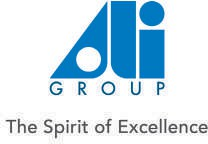 ali
GROUP
The Spirit of Excellence